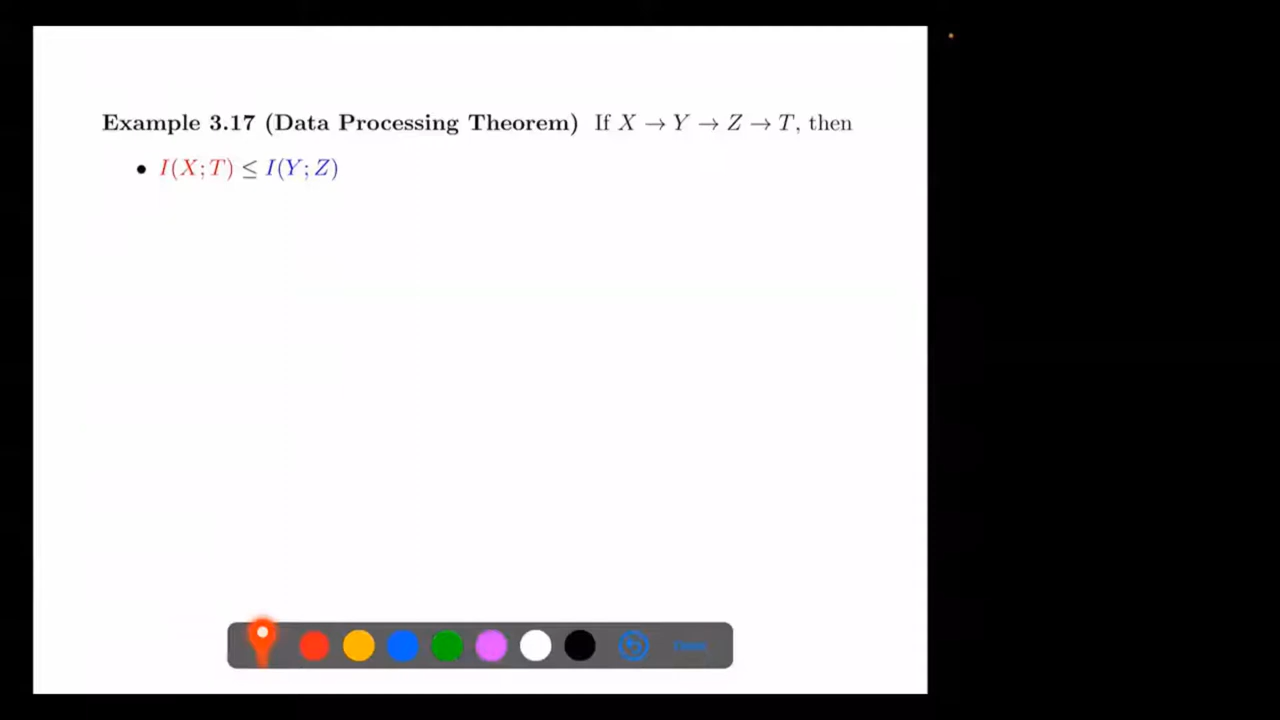 Example 3.17 (Data Processing Theorem) If X → Y → Z → T, then
• I(X; T) ≤ I(Y; Z)